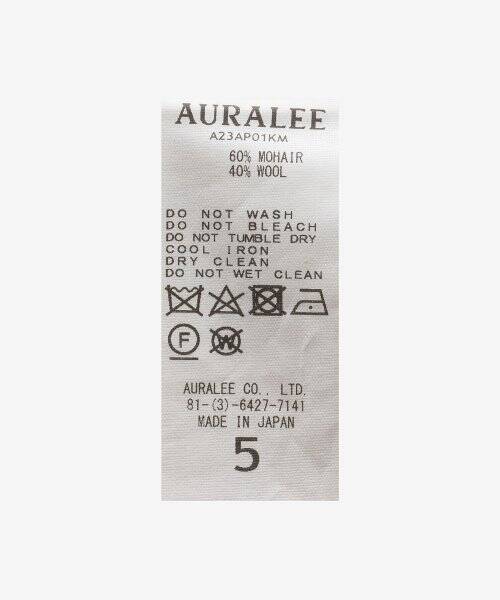 AURALEE
A23AP01KM
60% MOHAIR
40% WOOL
DO NOT WASH
DO NOT BLEACH
DO NOT TUMBLE DRY
COOL IRON
DRY CLEAN
DO NOT WET CLEAN
F W
AURALEE CO., LTD.
81-(3)-6427-7141
MADE IN JAPAN
5